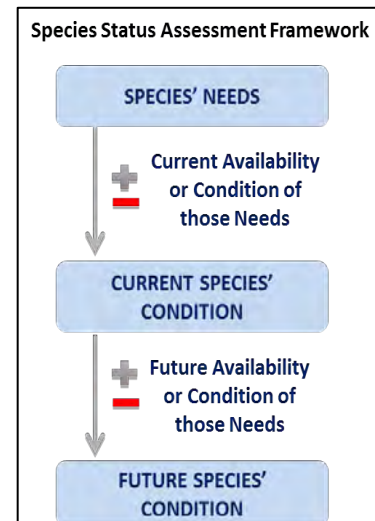 Species Status Assessment Framework
SPECIES' NEEDS
Current Availability
or Condition of
those Needs
CURRENT SPECIES'
CONDITION
Future Availability
or Condition of
those Needs
FUTURE SPECIES'
CONDITION